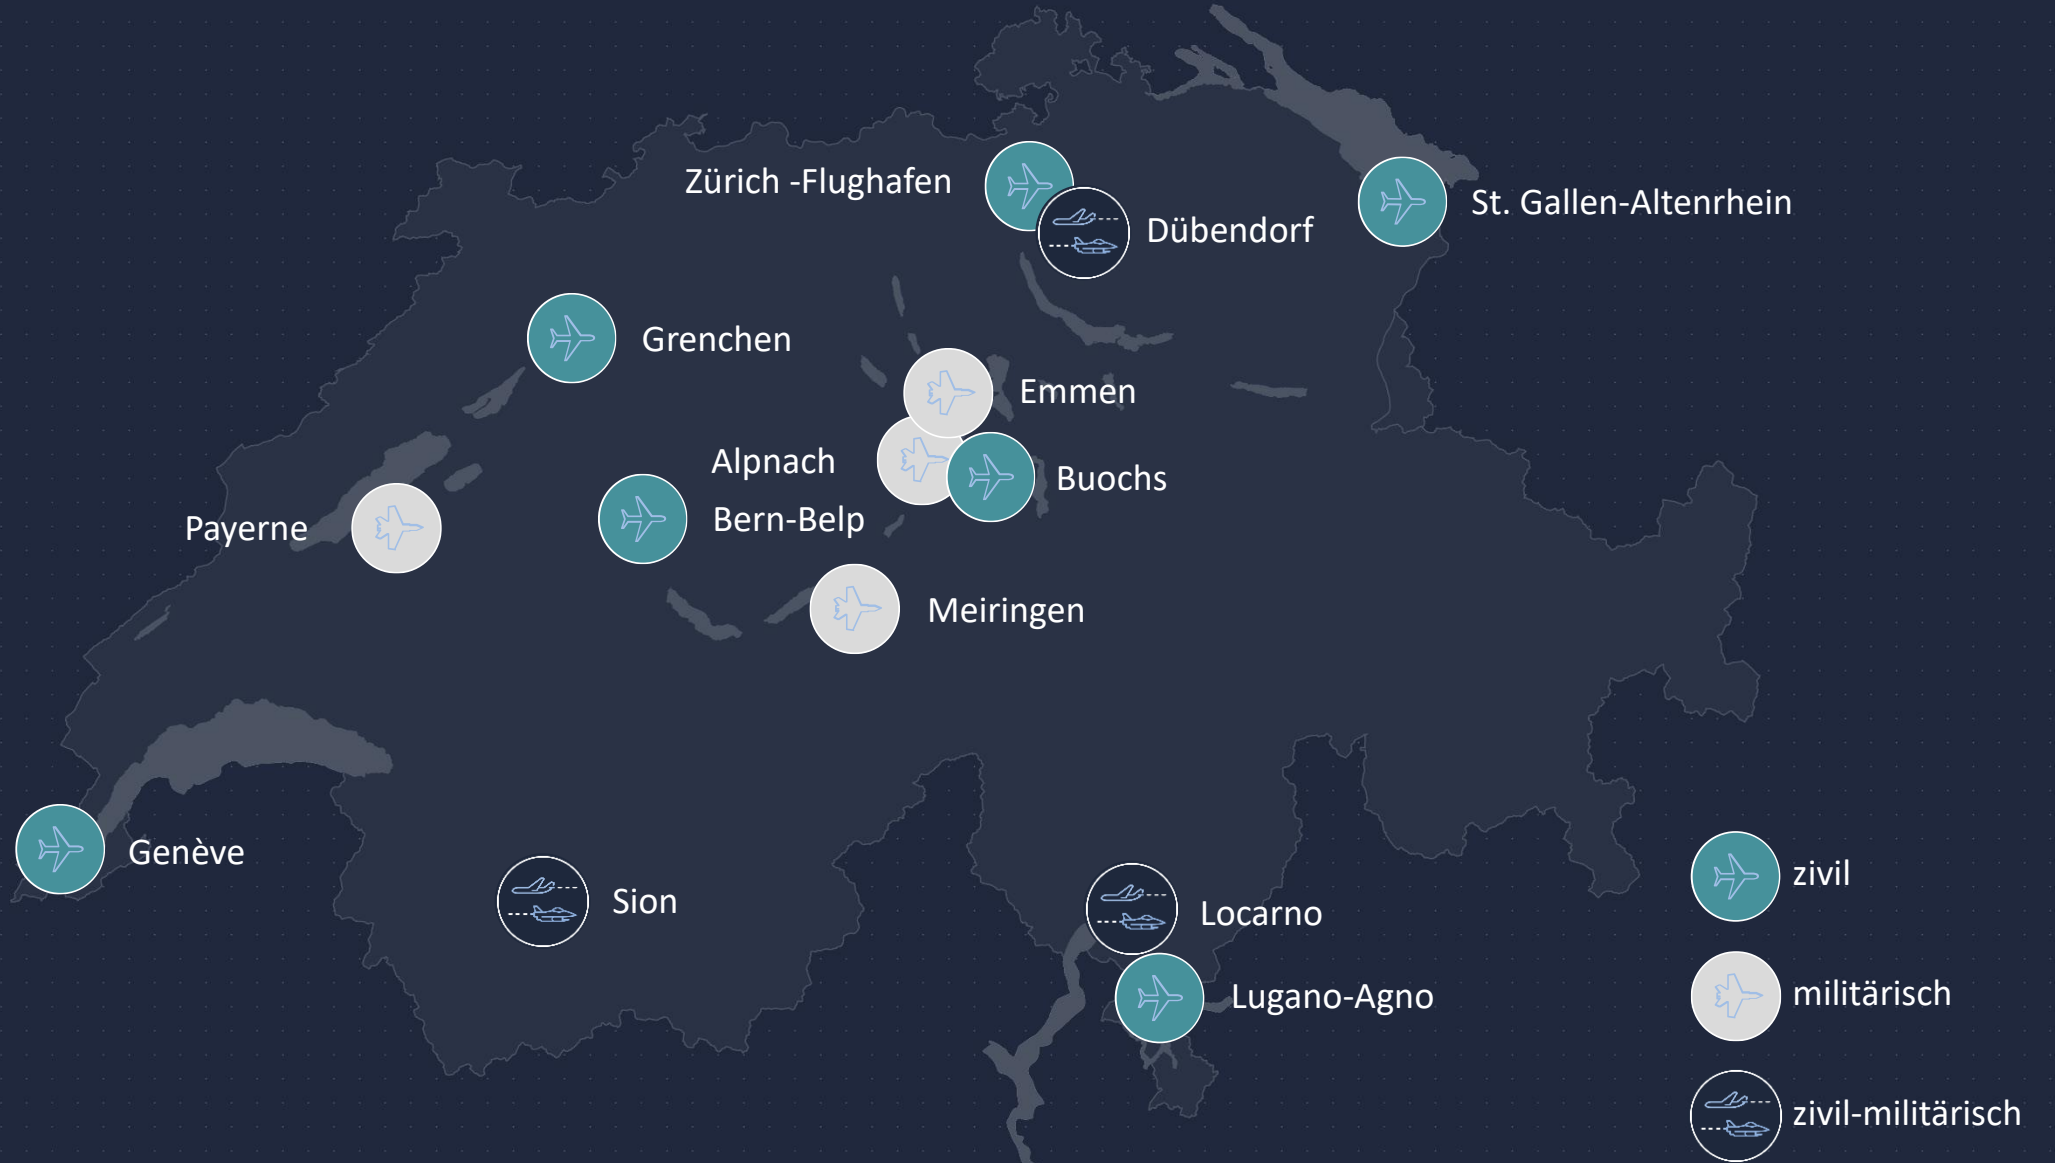 Zürich -Flughafen
St. Gallen-Altenrhein
Dübendorf
Grenchen
Emmen
Alpnach
Buochs
Bern-Belp
Payerne
Meiringen
Genève
Sion
Locarno
Lugano-Agno
zivil
militärisch
zivil-militärisch